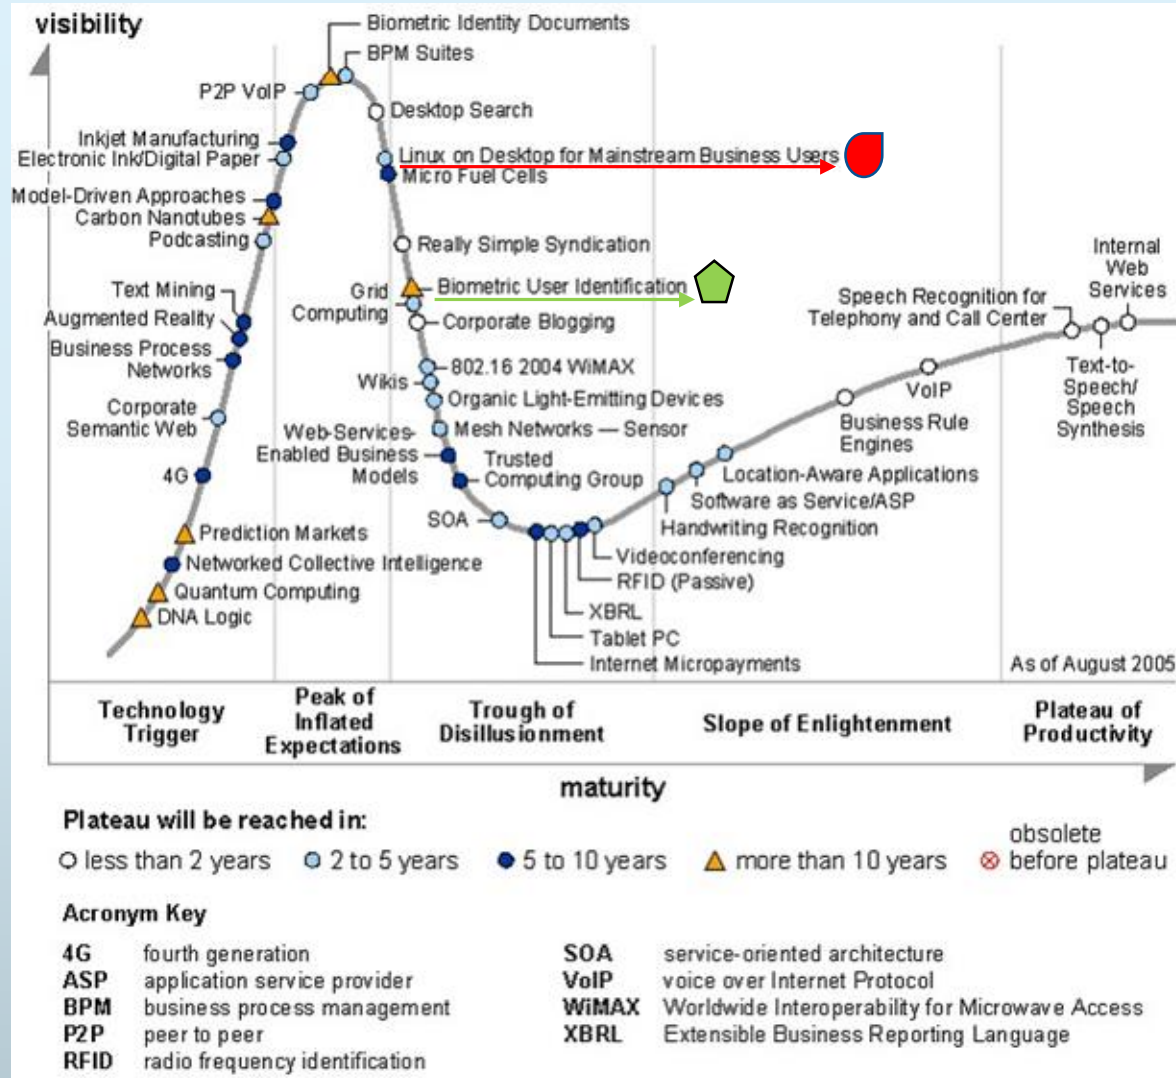 visibility
Biometric Identity Documents
BPM Suites
P2P VoIP
Desktop Search
Inkjet Manufacturing
Electronic Ink/Digital Paper
Linux on Desktop for Mainstream Business Users
Micro Fuel Cells
Model-Driven Approaches
Carbon Nanotubes
Podcasting
Really Simple Syndication
Internal
Web
Services
Text Mining
Augmented Reality
Business Process
Networks
Grid
Computing
Biometric User Identification
Corporate Blogging
Speech Recognition for
Telephony and Call Center
802.16 2004 WiMAX
Wikis
Organic Light-Emitting Devices
Mesh Networks — Sensor
VoIP
Text-to-
Speech/
Speech
Synthesis
Corporate
Semantic Web
Web-Services-
Enabled Business
Models
Trusted
Computing Group
Business Rule
Engines
4G
Location-Aware Applications
Software as Service/ASP
Handwriting Recognition
SOA
Prediction Markets
Networked Collective Intelligence
Quantum Computing
DNA Logic
Videoconferencing
RFID (Passive)
XBRL
Tablet PC
Internet Micropayments
As of August 2005
Technology
Trigger
Peak of
Inflated
Expectations
Trough of
Disillusionment
Slope of Enlightenment
Plateau of
Productivity
maturity
Plateau will be reached in:
less than 2 years
2 to 5 years
5 to 10 years
more than 10 years
obsolete
before plateau
Acronym Key
4G fourth generation
ASP application service provider
BPM business process management
P2P peer to peer
RFID radio frequency identification
SOA service-oriented architecture
VoIP voice over Internet Protocol
WiMAX Worldwide Interoperability for Microwave Access
XBRL Extensible Business Reporting Language